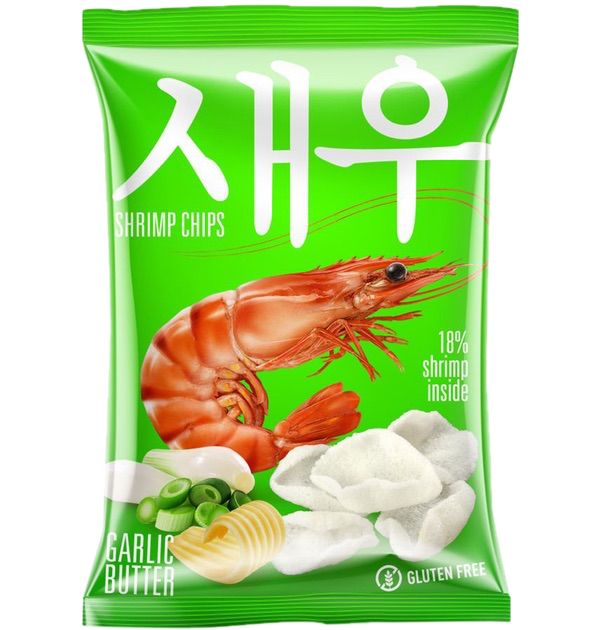 새우
SHRIMP CHIPS
18%
shrimp
inside
GARLIC
BUTTER
GLUTEN FREE